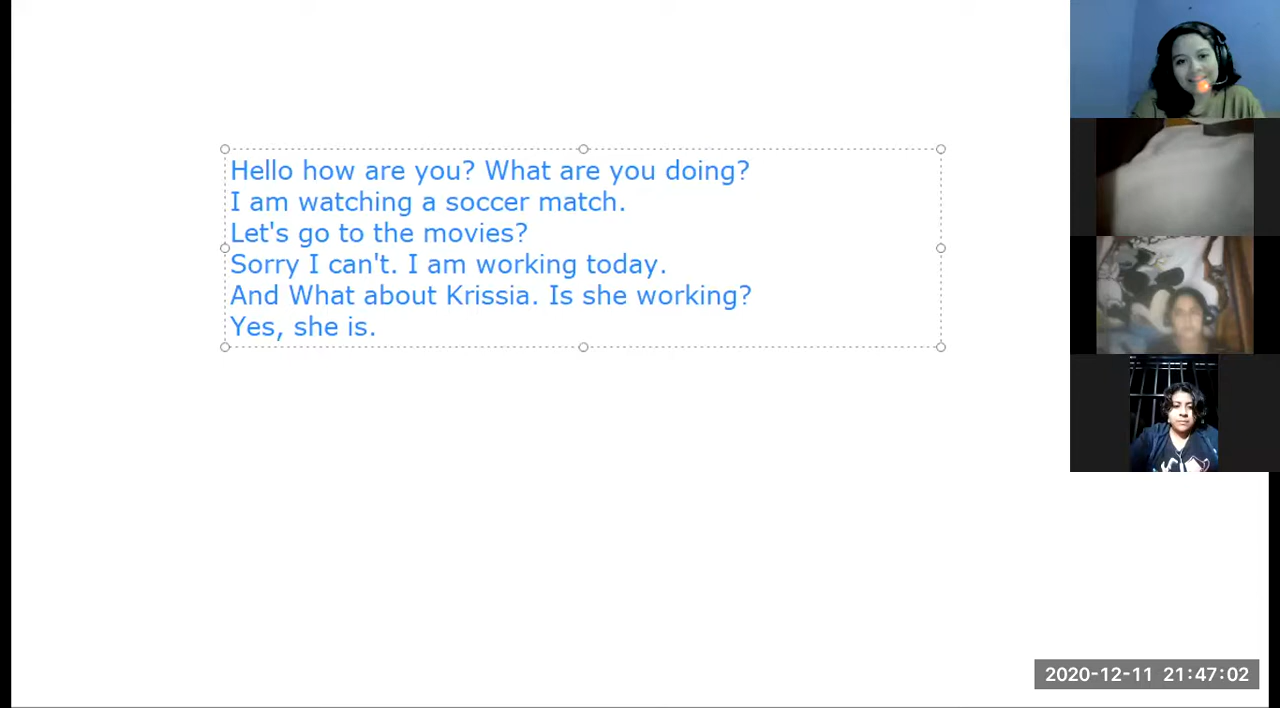 Hello how are you? What are you doing?
I am watching a soccer match.
Let's go to the movies?
Sorry I can't. I am working today.
And What about Krissia. Is she working?
Yes, she is.
2020-12-11 21:47:02